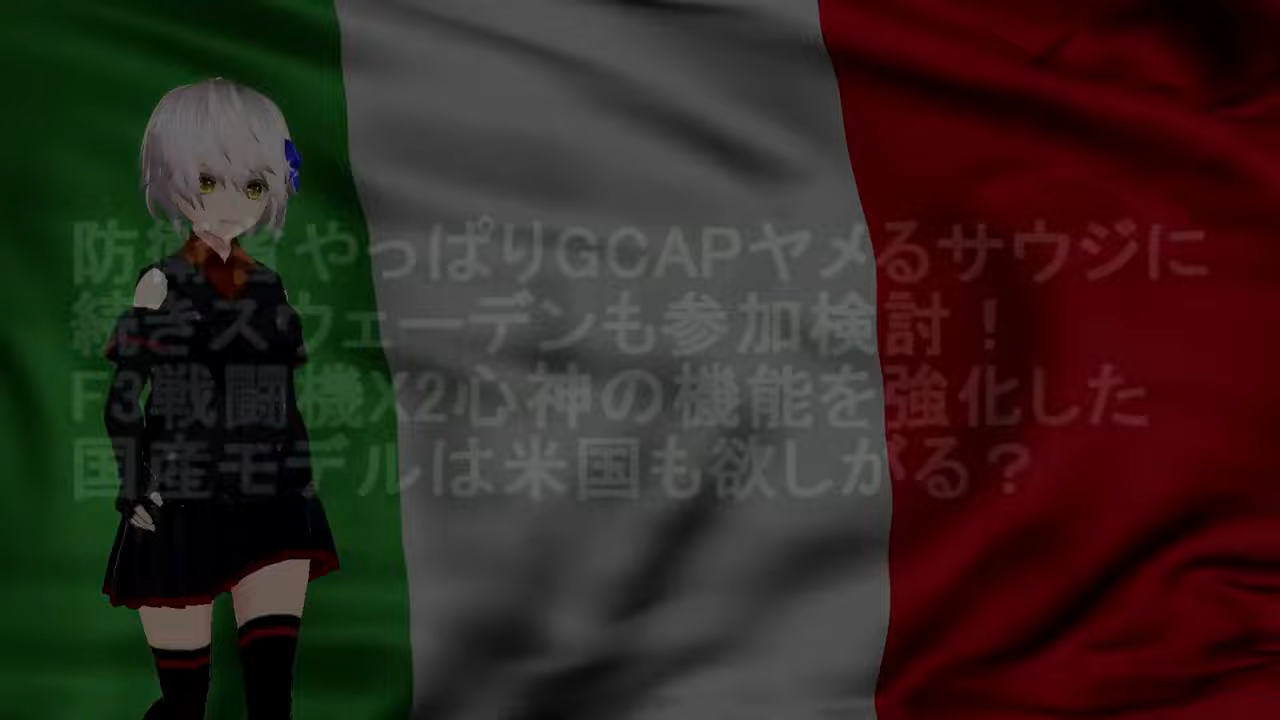 防衛省やっぱりGCAPヤメるサウジに
続きスウェーデンも参加検討！
F3戦闘機X2心神の機能を強化した
国産モデルは米国も欲しがる？